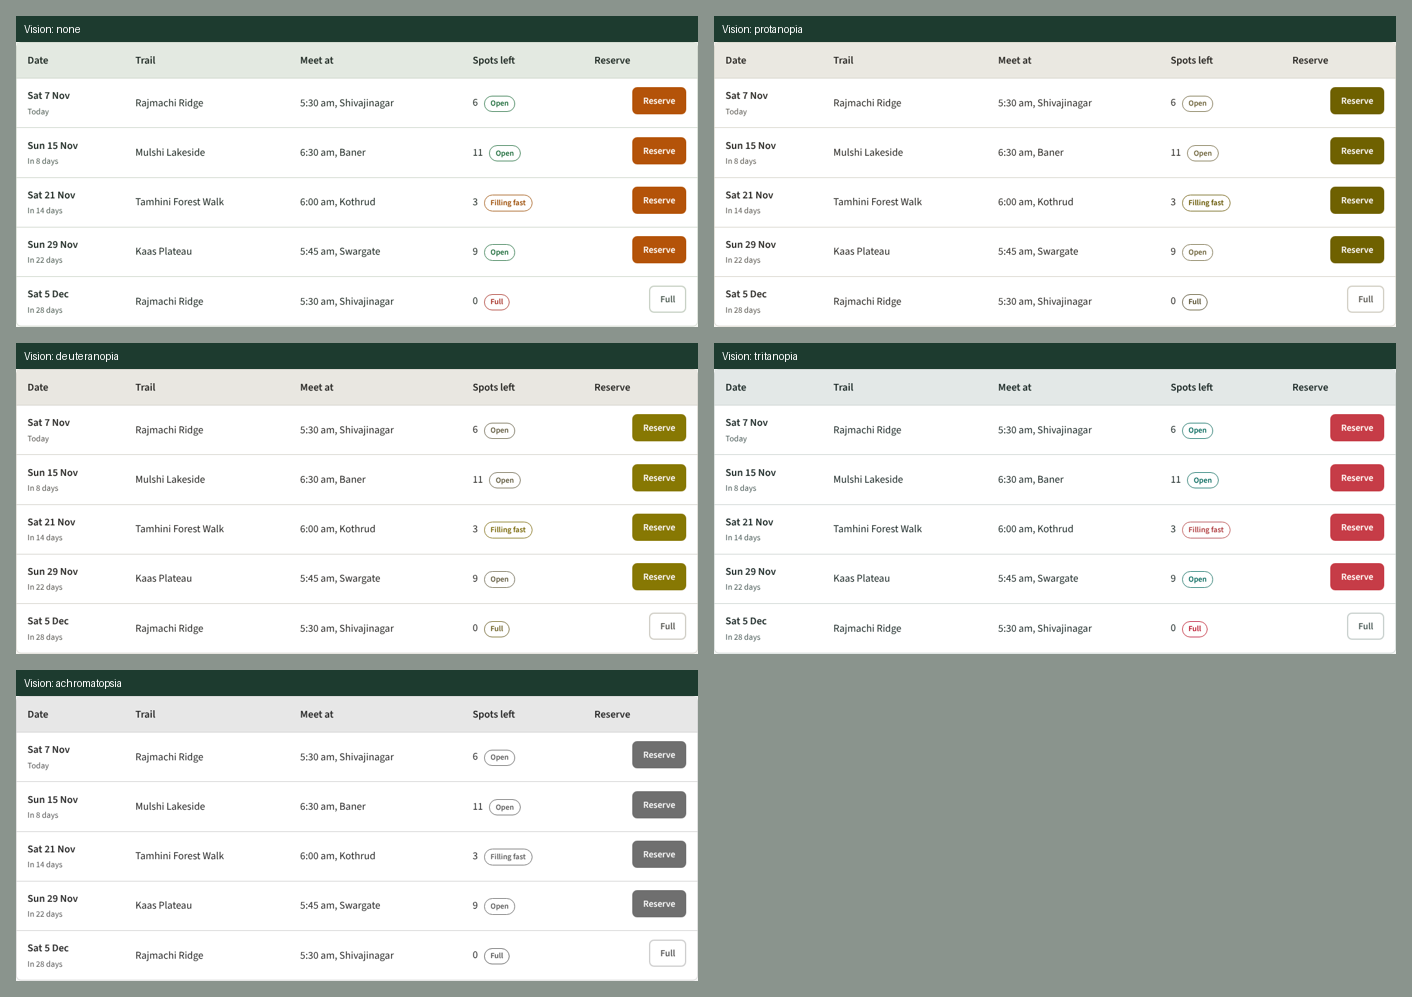 Vision: none
Date Trail Meet at Spots left Reserve
Sat 7 Nov
Today
Rajmachi Ridge 5:30 am, Shivajinagar 6 Open Reserve
Sun 15 Nov
In 8 days
Mulshi Lakeside 6:30 am, Baner 11 Open Reserve
Sat 21 Nov
In 14 days
Tamhini Forest Walk 6:00 am, Kothrud 3 Filling fast Reserve
Sun 29 Nov
In 22 days
Kaas Plateau 5:45 am, Swargate 9 Open Reserve
Sat 5 Dec
In 28 days
Rajmachi Ridge 5:30 am, Shivajinagar 0 Full Full
Vision: protanopia
Date Trail Meet at Spots left Reserve
Sat 7 Nov
Today
Rajmachi Ridge 5:30 am, Shivajinagar 6 Open Reserve
Sun 15 Nov
In 8 days
Mulshi Lakeside 6:30 am, Baner 11 Open Reserve
Sat 21 Nov
In 14 days
Tamhini Forest Walk 6:00 am, Kothrud 3 Filling fast Reserve
Sun 29 Nov
In 22 days
Kaas Plateau 5:45 am, Swargate 9 Open Reserve
Sat 5 Dec
In 28 days
Rajmachi Ridge 5:30 am, Shivajinagar 0 Full Full
Vision: deuteranopia
Date Trail Meet at Spots left Reserve
Sat 7 Nov
Today
Rajmachi Ridge 5:30 am, Shivajinagar 6 Open Reserve
Sun 15 Nov
In 8 days
Mulshi Lakeside 6:30 am, Baner 11 Open Reserve
Sat 21 Nov
In 14 days
Tamhini Forest Walk 6:00 am, Kothrud 3 Filling fast Reserve
Sun 29 Nov
In 22 days
Kaas Plateau 5:45 am, Swargate 9 Open Reserve
Sat 5 Dec
In 28 days
Rajmachi Ridge 5:30 am, Shivajinagar 0 Full Full
Vision: tritanopia
Date Trail Meet at Spots left Reserve
Sat 7 Nov
Today
Rajmachi Ridge 5:30 am, Shivajinagar 6 Open Reserve
Sun 15 Nov
In 8 days
Mulshi Lakeside 6:30 am, Baner 11 Open Reserve
Sat 21 Nov
In 14 days
Tamhini Forest Walk 6:00 am, Kothrud 3 Filling fast Reserve
Sun 29 Nov
In 22 days
Kaas Plateau 5:45 am, Swargate 9 Open Reserve
Sat 5 Dec
In 28 days
Rajmachi Ridge 5:30 am, Shivajinagar 0 Full Full
Vision: achromatopsia
Date Trail Meet at Spots left Reserve
Sat 7 Nov
Today
Rajmachi Ridge 5:30 am, Shivajinagar 6 Open Reserve
Sun 15 Nov
In 8 days
Mulshi Lakeside 6:30 am, Baner 11 Open Reserve
Sat 21 Nov
In 14 days
Tamhini Forest Walk 6:00 am, Kothrud 3 Filling fast Reserve
Sun 29 Nov
In 22 days
Kaas Plateau 5:45 am, Swargate 9 Open Reserve
Sat 5 Dec
In 28 days
Rajmachi Ridge 5:30 am, Shivajinagar 0 Full Full